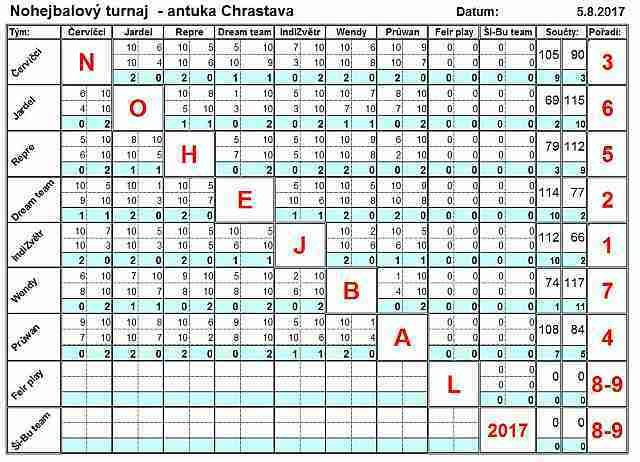 Nohejbalový turnaj - antuka Chrastava Datum: 5.8.2017
Tým: Červíčci Jardel Repre Dream team IndiZvětr Wendy Průwan Feir play Ši-Bu team Součty: Pořadí:
Červíčci N 10 6 10 5 5 10 7 10 10 6 10 9 0 0 0 0 105 90 3
10 4 10 6 10 9 3 10 10 8 10 7 0 0 0 0
2 0 2 0 1 1 0 2 2 0 2 0 0 0 0 0 9 3
Jardel 6 10 O 10 8 1 10 5 10 10 7 8 10 0 0 0 0 69 115 6
4 10 5 10 3 10 3 10 7 10 7 10 0 0 0 0
0 2 1 1 0 2 0 2 1 1 0 2 0 0 0 0 2 10
Repre 5 10 8 10 H 5 10 5 10 10 9 6 10 0 0 0 0 79 112 5
6 10 10 5 7 10 5 10 10 8 2 10 0 0 0 0
0 2 1 1 0 2 0 2 2 0 0 2 0 0 0 0 3 9
Dream team 10 5 10 1 10 5 E 5 10 10 5 10 9 0 0 0 0 114 77 2
9 10 10 3 10 7 10 6 10 8 10 8 0 0 0 0
1 1 2 0 2 0 1 1 2 0 2 0 0 0 0 0 10 2
IndiZvětr 10 7 10 5 10 5 10 5 J 10 2 10 5 0 0 0 0 112 66 1
10 3 10 3 10 5 6 10 10 6 6 10 0 0 0 0
2 0 2 0 2 0 1 1 2 0 1 1 0 0 0 0 10 2
Wendy 6 10 7 10 9 10 5 10 2 10 B 1 10 0 0 0 0 74 117 7
8 10 10 7 8 10 8 10 6 10 4 10 0 0 0 0
0 2 1 1 0 2 0 2 0 2 0 2 0 0 0 0 1 11
Průwan 9 10 10 8 10 6 9 10 5 10 10 1 A 0 0 0 0 108 84 4
7 10 10 7 10 2 8 10 10 6 10 4 0 0 0 0
0 2 2 0 2 0 0 2 1 1 2 0 0 0 0 0 7 5
Feir play L 0 0 0 0 8-9
0 0
0 0 0 0
Ši-Bu team 2017 0 0 8-9
0 0